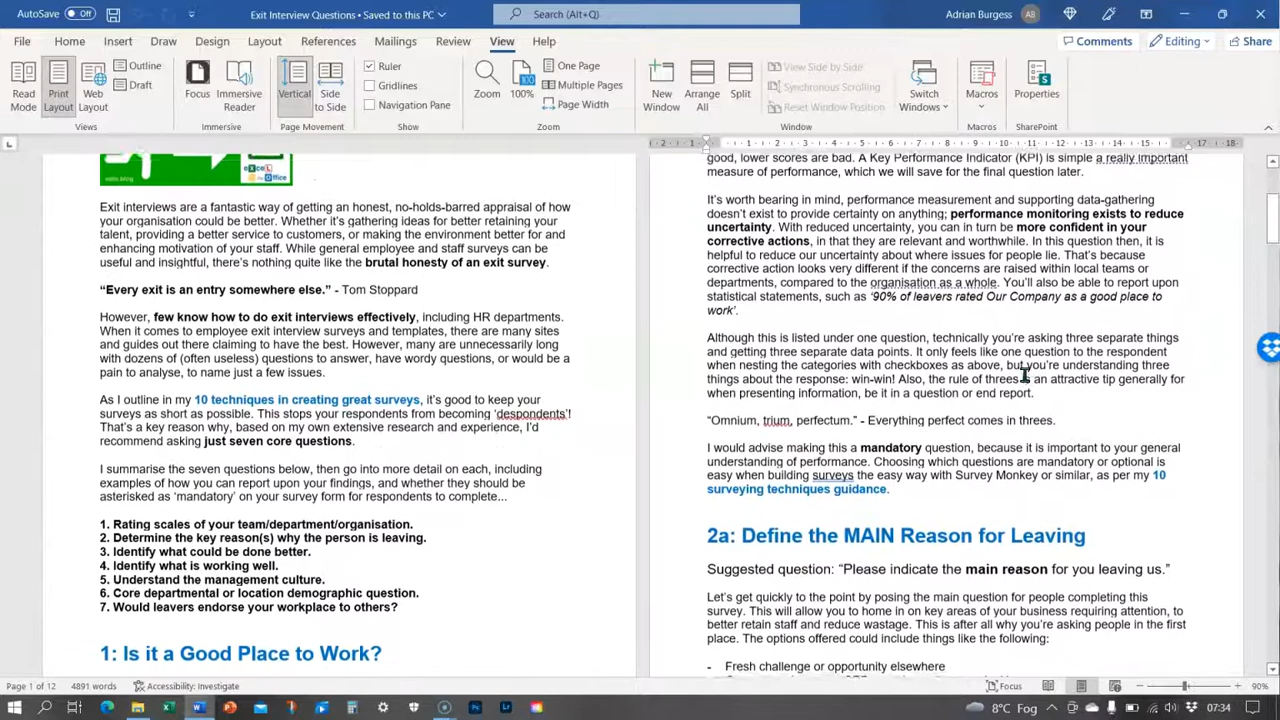 AutoSave Off
Exit Interview Questions • Saved to this PC
Search (Alt+Q)
Adrian Burgess AB
File Home Insert Draw Design Layout References Mailings Review View Help
Comments Editing Share
Read Mode
Print Layout
Web Layout
Outline
Draft
Views
Focus
Immersive Reader
Immersive
Vertical
Side to Side
Page Movement
Ruler
Gridlines
Navigation Pane
Show
Zoom
100%
One Page
Multiple Pages
Page Width
Zoom
New Window
Arrange All
Split
View Side by Side
Synchronous Scrolling
Reset Window Position
Switch Windows
Window
Macros
Macros
Properties
SharePoint
2 1 1 2 3 4 5 6 7 8 9 10 11 12 13 14 15 16 17 18
Excel
Office
Exit interviews are a fantastic way of getting an honest, no-holds-barred appraisal of how
your organisation could be better. Whether it's gathering ideas for better retaining your
talent, providing a better service to customers, or making the environment better for and
enhancing motivation of your staff. While general employee and staff surveys can be
useful and insightful, there's nothing quite like the brutal honesty of an exit survey.
“Every exit is an entry somewhere else.” - Tom Stoppard
However, few know how to do exit interviews effectively, including HR departments.
When it comes to employee exit interview surveys and templates, there are many sites
and guides out there claiming to have the best. However, many are unnecessarily long
with dozens of (often useless) questions to answer, have wordy questions, or would be a
pain to analyse, to name just a few issues.
As I outline in my 10 techniques in creating great surveys, it's good to keep your
surveys as short as possible. This stops your respondents from becoming ‘despondents’!
That's a key reason why, based on my own extensive research and experience, I'd
recommend asking just seven core questions.
I summarise the seven questions below, then go into more detail on each, including
examples of how you can report upon your findings, and whether they should be
asterisked as ‘mandatory’ on your survey form for respondents to complete...
1. Rating scales of your team/department/organisation.
2. Determine the key reason(s) why the person is leaving.
3. Identify what could be done better.
4. Identify what is working well.
5. Understand the management culture.
6. Core departmental or location demographic question.
7. Would leavers endorse your workplace to others?
1: Is it a Good Place to Work?
good, lower scores are bad. A Key Performance Indicator (KPI) is simple a really important
measure of performance, which we will save for the final question later.
It's worth bearing in mind, performance measurement and supporting data-gathering
doesn't exist to provide certainty on anything; performance monitoring exists to reduce
uncertainty. With reduced uncertainty, you can in turn be more confident in your
corrective actions, in that they are relevant and worthwhile. In this question then, it is
helpful to reduce our uncertainty about where issues for people lie. That's because
corrective action looks very different if the concerns are raised within local teams or
departments, compared to the organisation as a whole. You'll also be able to report upon
statistical statements, such as ‘90% of leavers rated Our Company as a good place to
work’.
Although this is listed under one question, technically you're asking three separate things
and getting three separate data points. It only feels like one question to the respondent
when nesting the categories with checkboxes as above, but you're understanding three
things about the response: win-win! Also, the rule of threes is an attractive tip generally for
when presenting information, be it in a question or end report.
“Omnium, trium, perfectum.” - Everything perfect comes in threes.
I would advise making this a mandatory question, because it is important to your general
understanding of performance. Choosing which questions are mandatory or optional is
easy when building surveys the easy way with Survey Monkey or similar, as per my 10
surveying techniques guidance.
2a: Define the MAIN Reason for Leaving
Suggested question: “Please indicate the main reason for you leaving us.”
Let's get quickly to the point by posing the main question for people completing this
survey. This will allow you to home in on key areas of your business requiring attention, to
better retain staff and reduce wastage. This is after all why you're asking people in the first
place. The options offered could include things like the following:
- Fresh challenge or opportunity elsewhere
Page 1 of 12 4891 words Accessibility: Investigate
Focus 90%
8°C Fog 07:34